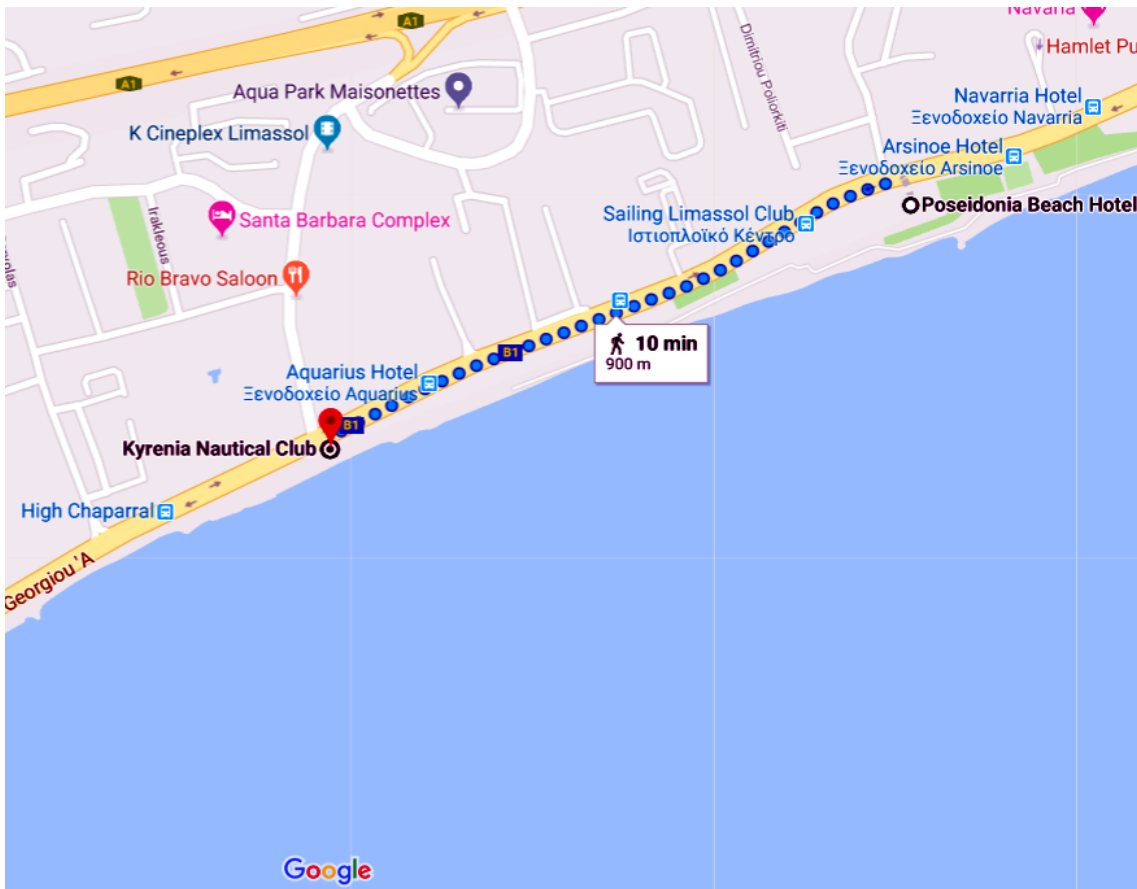 Navaria
Hamlet Pu
A1
A1
Dimitriou Poliorkiti
Aqua Park Maisonettes
Navarria Hotel
Ξενοδοχείο Navarria
K Cineplex Limassol
Arsinoe Hotel
Ξενοδοχείο Arsinoe
Irakleous
Santa Barbara Complex
Sailing Limassol Club
Ιστιοπλοϊκό Κέντρο
Poseidonia Beach Hotel
Rio Bravo Saloon
10 min
900 m
B1
Aquarius Hotel
Ξενοδοχείο Aquarius
B1
Kyrenia Nautical Club
High Chaparral
Georgiou 'A
Google